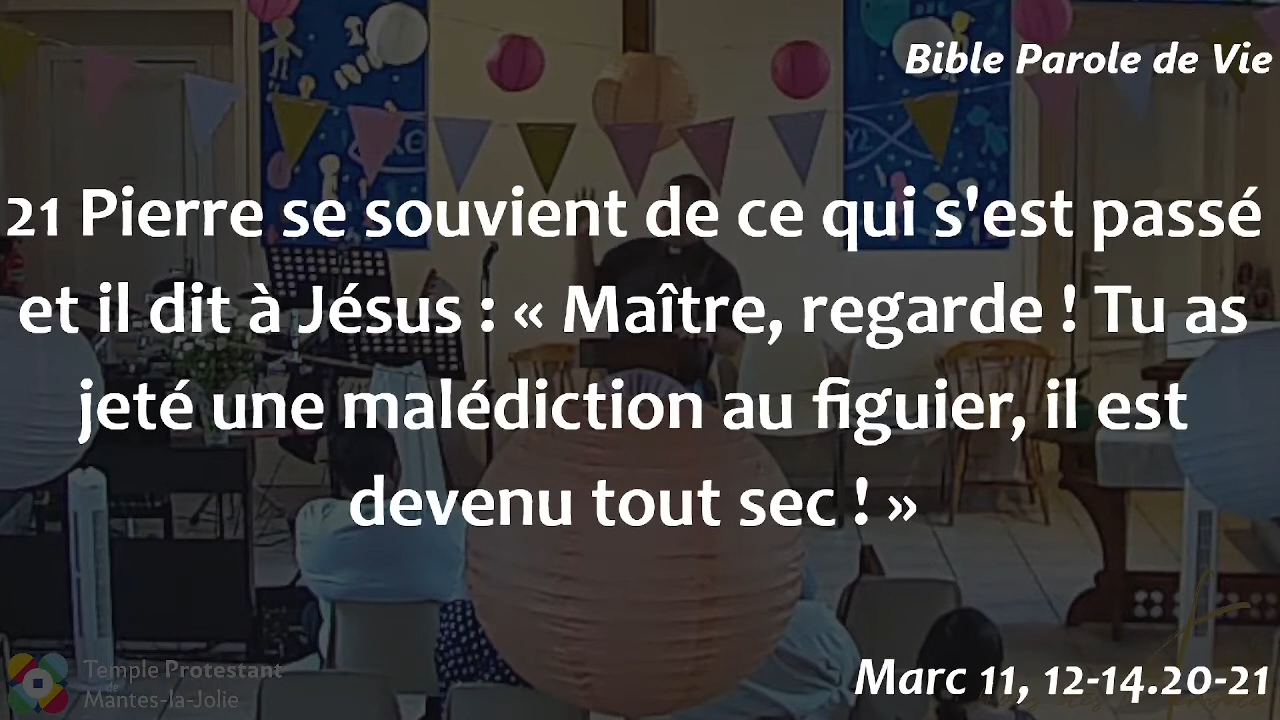 Bible Parole de Vie
21 Pierre se souvient de ce qui s'est passé
et il dit à Jésus : « Maître, regarde ! Tu as
jeté une malédiction au figuier, il est
devenu tout sec ! »
Temple Protestant
de
Mantes-la-Jolie
Marc 11, 12-14.20-21